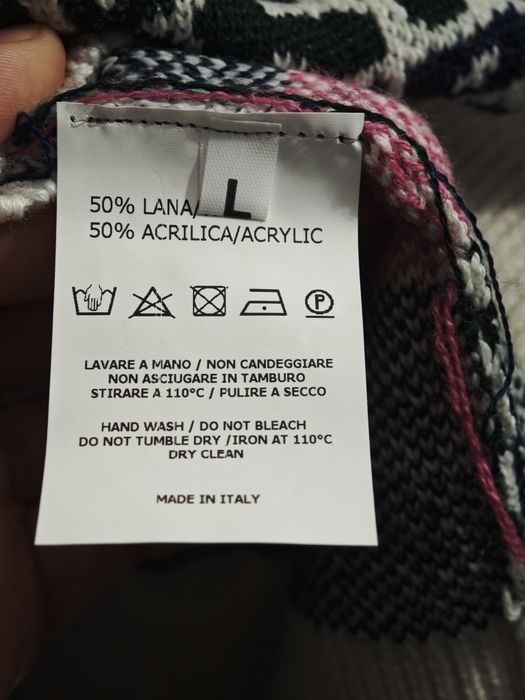 L
50% LANA/
50% ACRILICA/ACRYLIC
P
LAVARE A MANO / NON CANDEGGIARE
NON ASCIUGARE IN TAMBURO
STIRARE A 110°C / PULIRE A SECCO
HAND WASH / DO NOT BLEACH
DO NOT TUMBLE DRY /IRON AT 110°C
DRY CLEAN
MADE IN ITALY